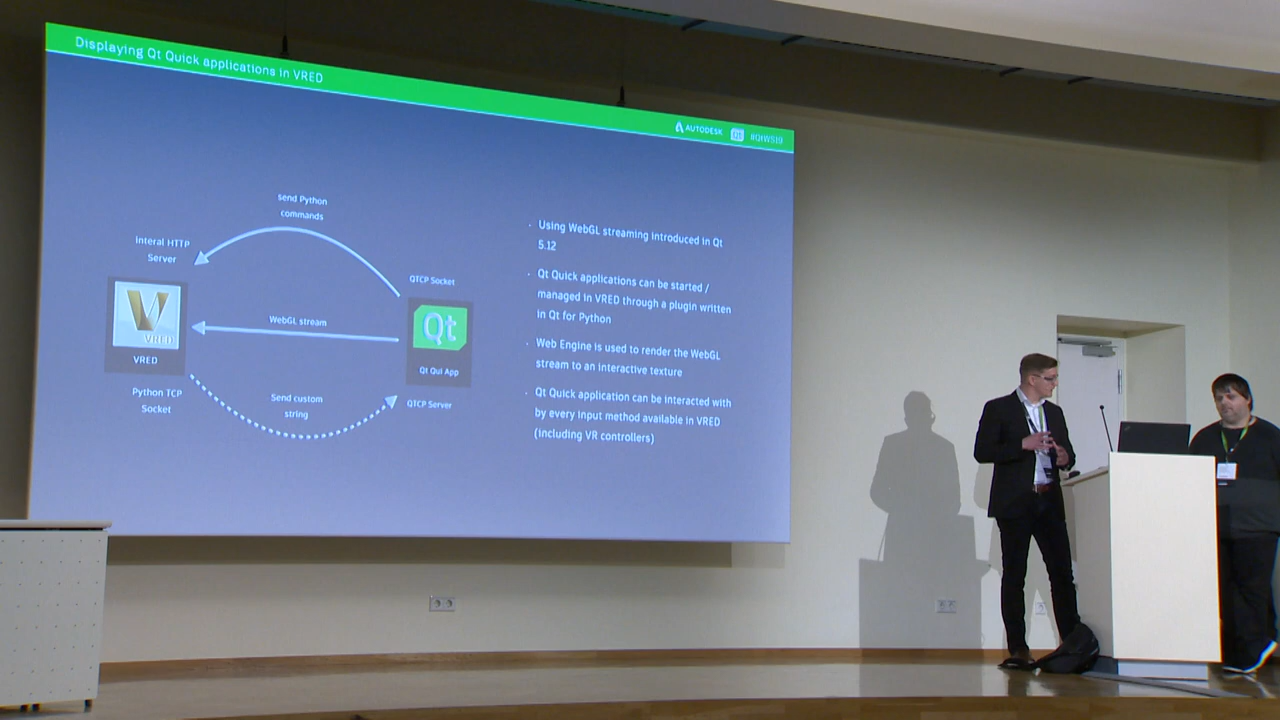 Displaying Qt Quick applications in VRED
AUTODESK Qt #QtWS19
send Python
commands
Interal HTTP
Server
QTCP Socket
WebGL stream
VRED
VRED
Qt
Qt QuI App
Python TCP
Socket
Send custom
string
QTCP Server
· Using WebGL streaming introduced in Qt
5.12
· Qt Quick applications can be started /
managed in VRED through a plugin written
in Qt for Python
· Web Engine is used to render the WebGL
stream to an interactive texture
· Qt Quick application can be interacted with
by every input method available in VRED
(including VR controllers)